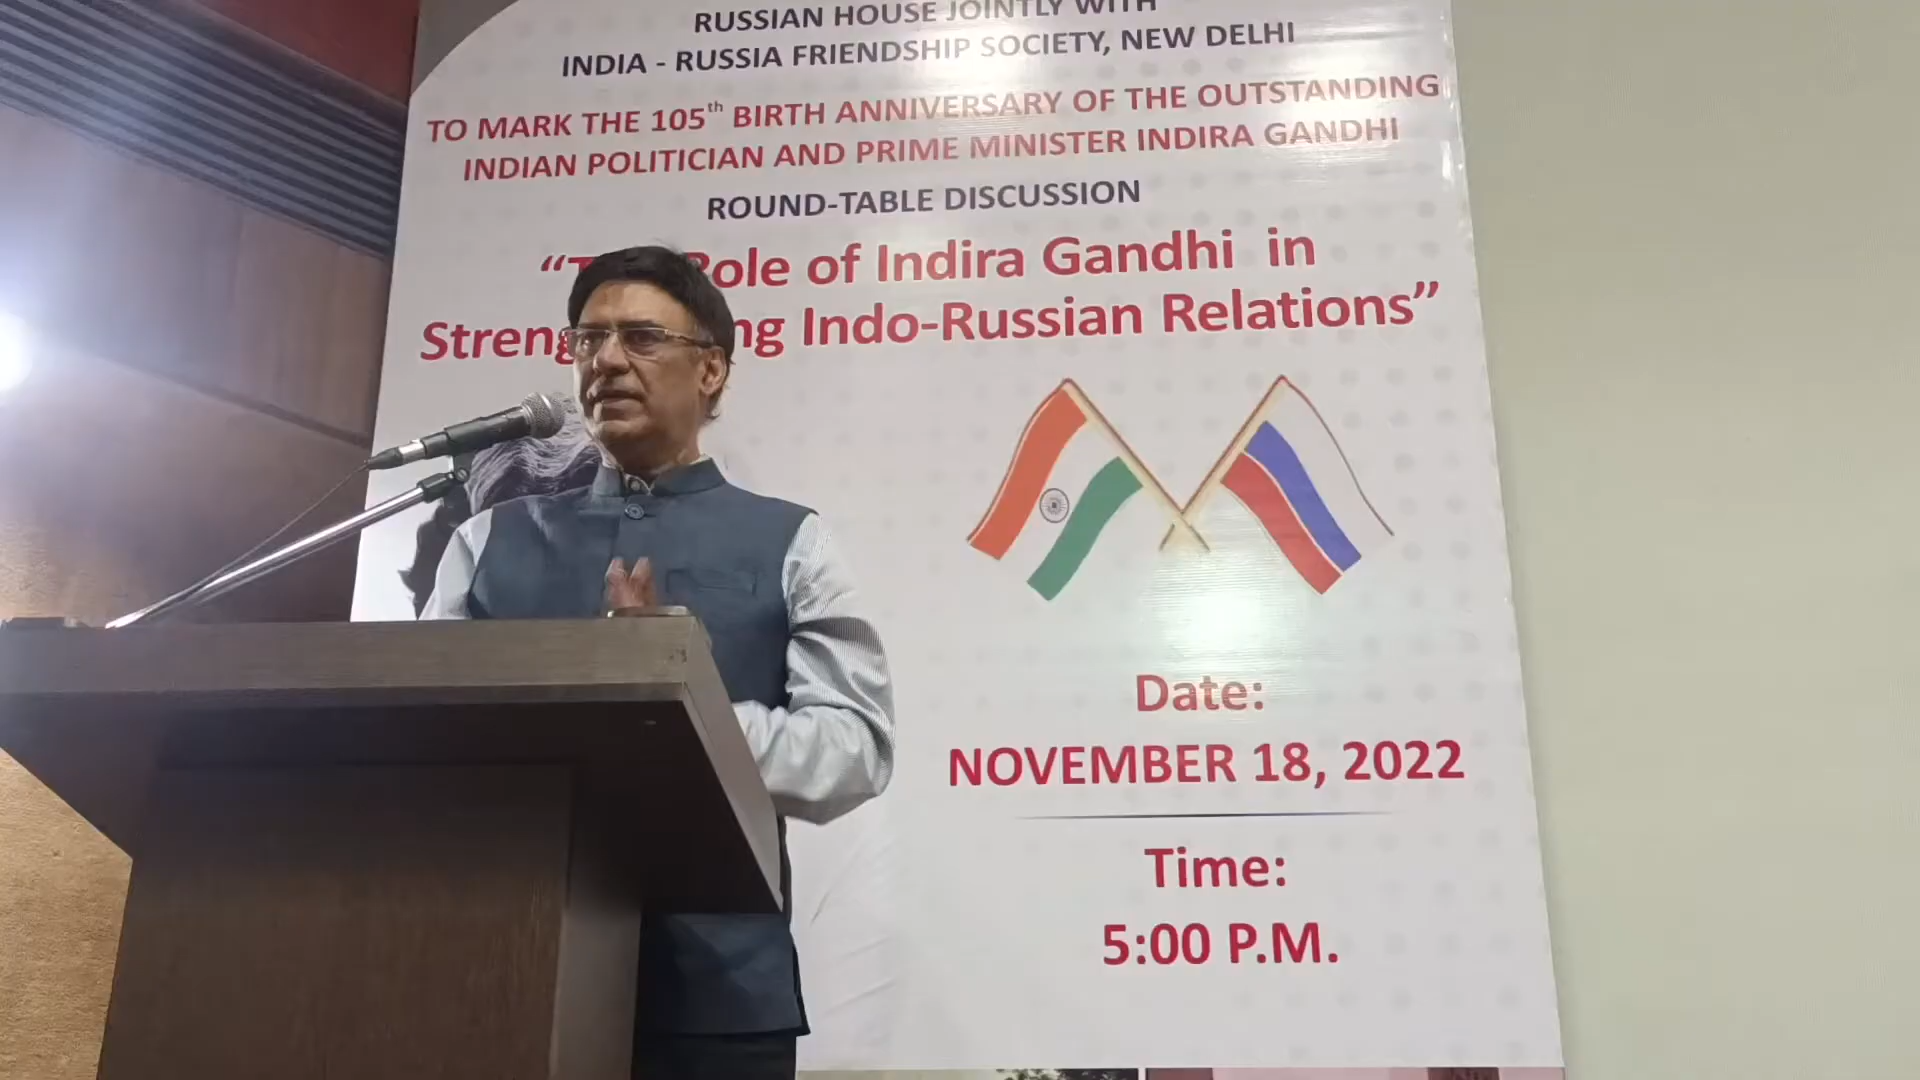 RUSSIAN HOUSE JOINTLY WITH
INDIA - RUSSIA FRIENDSHIP SOCIETY, NEW DELHI
TO MARK THE 105th BIRTH ANNIVERSARY OF THE OUTSTANDING
INDIAN POLITICIAN AND PRIME MINISTER INDIRA GANDHI
ROUND-TABLE DISCUSSION
Role of Indira Gandhi in
Indo-Russian Relations”
Date:
NOVEMBER 18, 2022
Time:
5:00 P.M.